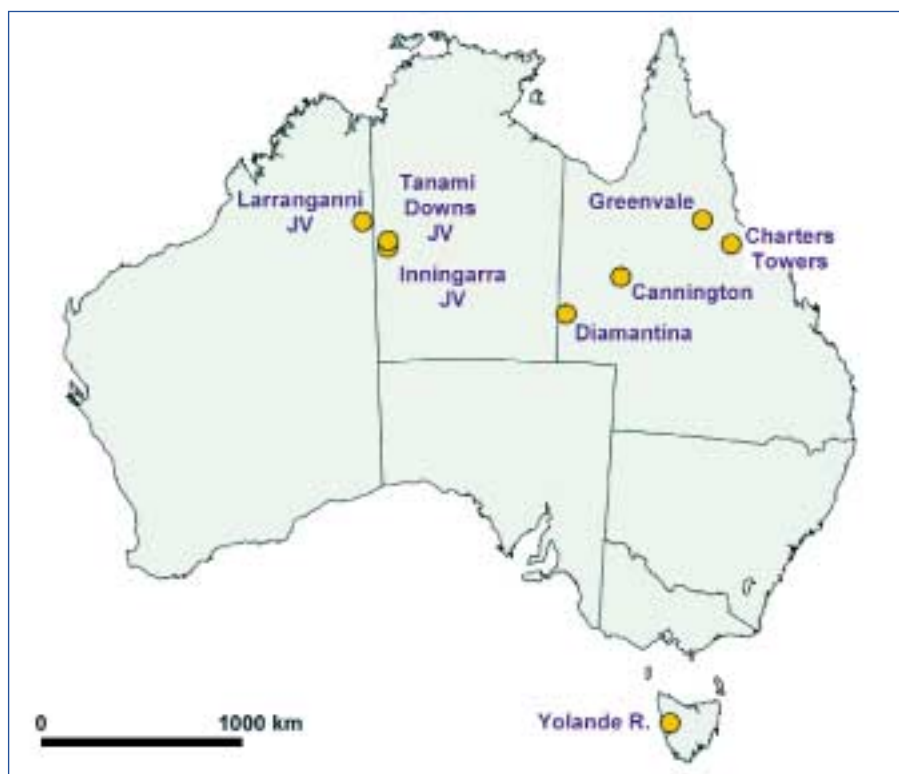 Larranganni
JV
Tanami
Downs
JV
Inningarra
JV
Greenvale
Charters
Towers
Cannington
Diamantina
Yolande R.
0 1000 km